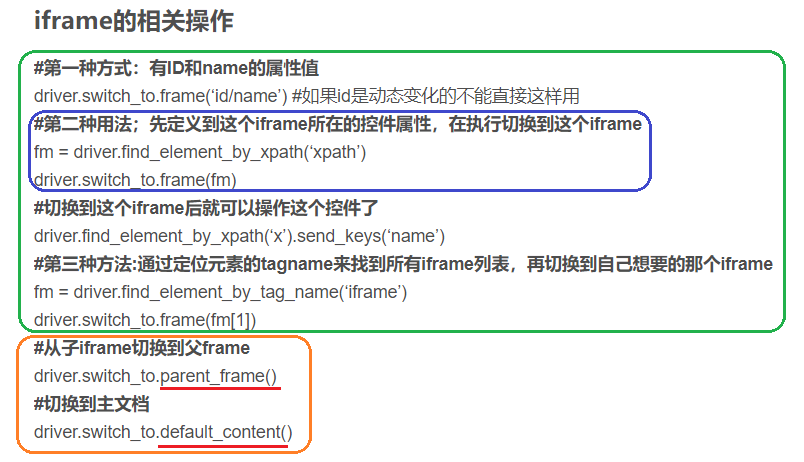 iframe的相关操作
#第一种方式：有ID和name的属性值
driver.switch_to.frame(‘id/name’) #如果id是动态变化的不能直接这样用
#第二种用法；先定义到这个iframe所在的控件属性，在执行切换到这个iframe
fm = driver.find_element_by_xpath(‘xpath’)
driver.switch_to.frame(fm)
#切换到这个iframe后就可以操作这个控件了
driver.find_element_by_xpath(‘x’).send_keys(‘name’)
#第三种方法:通过定位元素的tagname来找到所有iframe列表，再切换到自己想要的那个iframe
fm = driver.find_element_by_tag_name(‘iframe’)
driver.switch_to.frame(fm[1])
#从子iframe切换到父frame
driver.switch_to.parent_frame()
#切换到主文档
driver.switch_to.default_content()